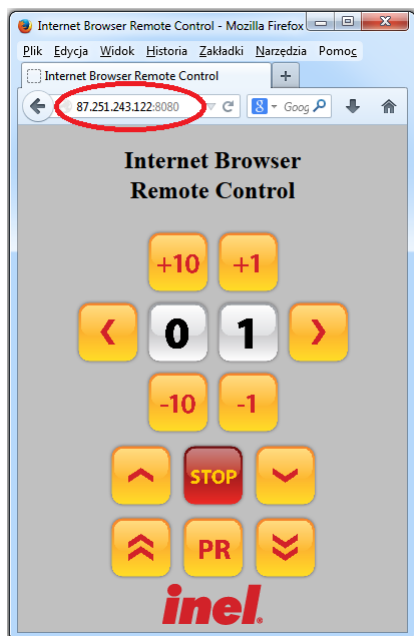 Internet Browser Remote Control - Mozilla Firefox
Plik Edycja Widok Historia Zakładki Narzędzia Pomoc
Internet Browser Remote Control +
87.251.243.122:8080 8 Goog
Internet Browser
Remote Control
+10 +1
0 1
-10 -1
STOP
PR
inel.